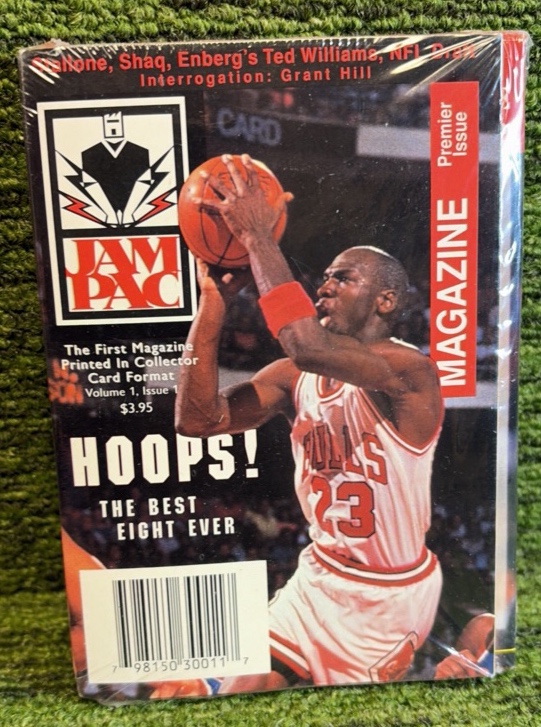 Stallone, Shaq, Enberg's Ted Williams, NFL Draft
Interrogation: Grant Hill
CARD
Premier
Issue
MAGAZINE
JAM
PAC
The First Magazine
Printed In Collector
Card Format
Volume 1, Issue 1
$3.95
HOOPS!
THE BEST
EIGHT EVER
BULLS
23
7 98150 30011 7